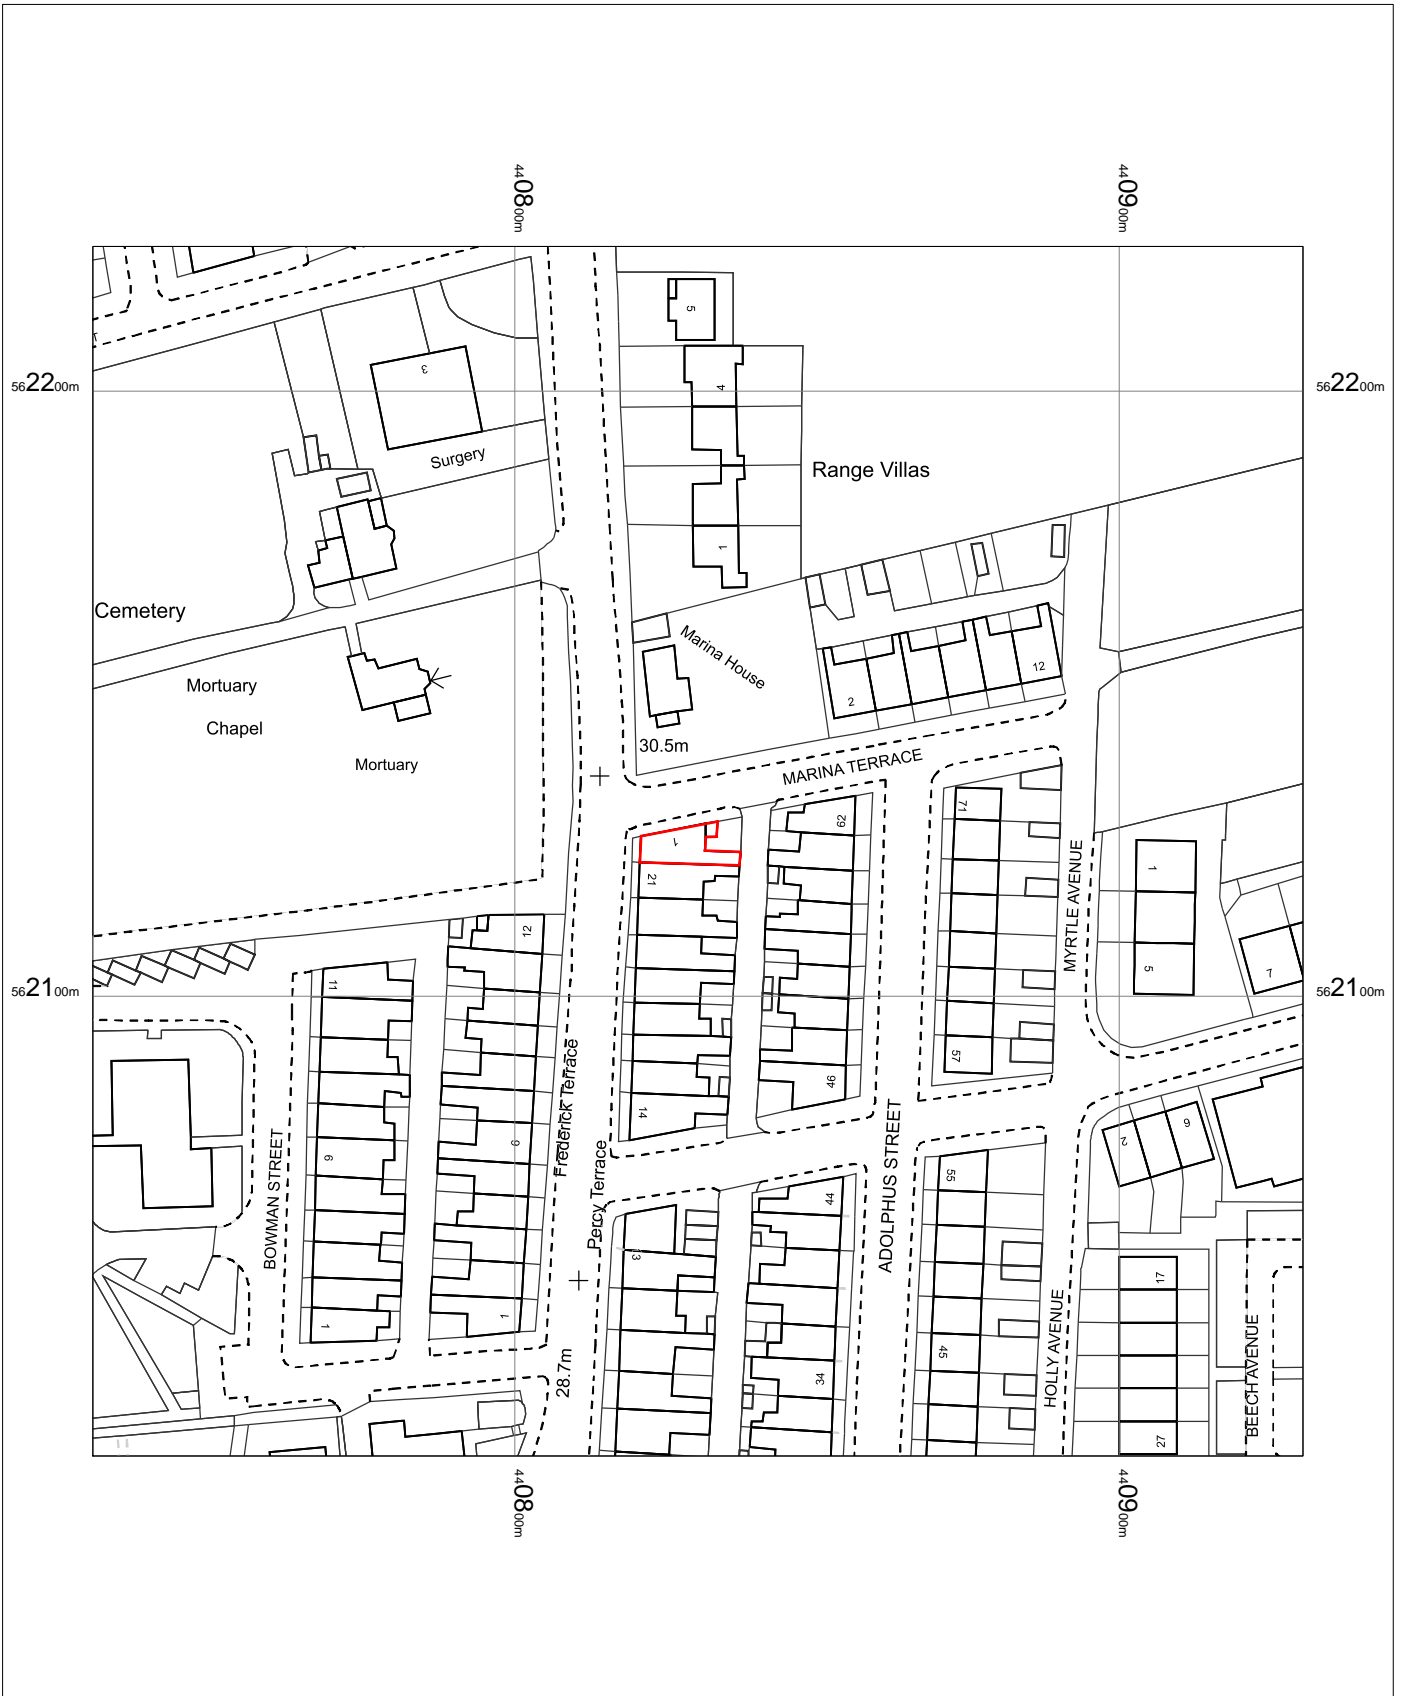 4408 00m
4409 00m
5622 00m
5622 00m
5
4
3
Surgery
Range Villas
1
Cemetery
Marina House
12
2
Mortuary
Chapel
Mortuary
30.5m
MARINA TERRACE
71
62
1
21
MYRTLE AVENUE
1
12
5
7
11
5621 00m
5621 00m
57
46
14
Frederick Terrace
9
6
2
6
55
BOWMAN STREET
Percy Terrace
ADOLPHUS STREET
44
13
17
1
1
45
HOLLY AVENUE
BEECH AVENUE
28.7m
34
27
4408 00m
4409 00m